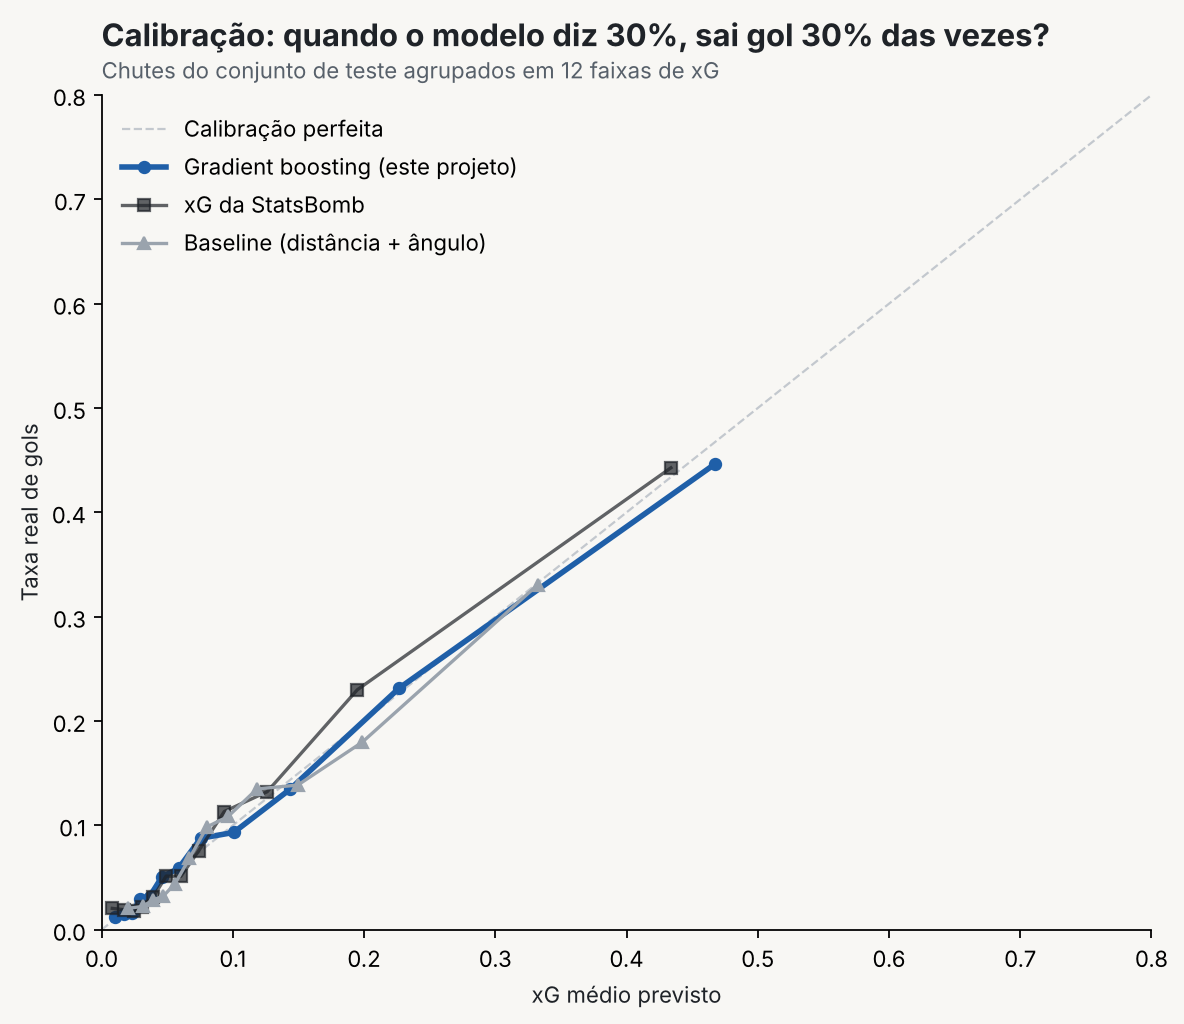 Calibração: quando o modelo diz 30%, sai gol 30% das vezes?
Chutes do conjunto de teste agrupados em 12 faixas de xG
Calibração perfeita
Gradient boosting (este projeto)
xG da StatsBomb
Baseline (distância + ângulo)
Taxa real de gols
0.8
0.7
0.6
0.5
0.4
0.3
0.2
0.1
0.0
0.0 0.1 0.2 0.3 0.4 0.5 0.6 0.7 0.8
xG médio previsto